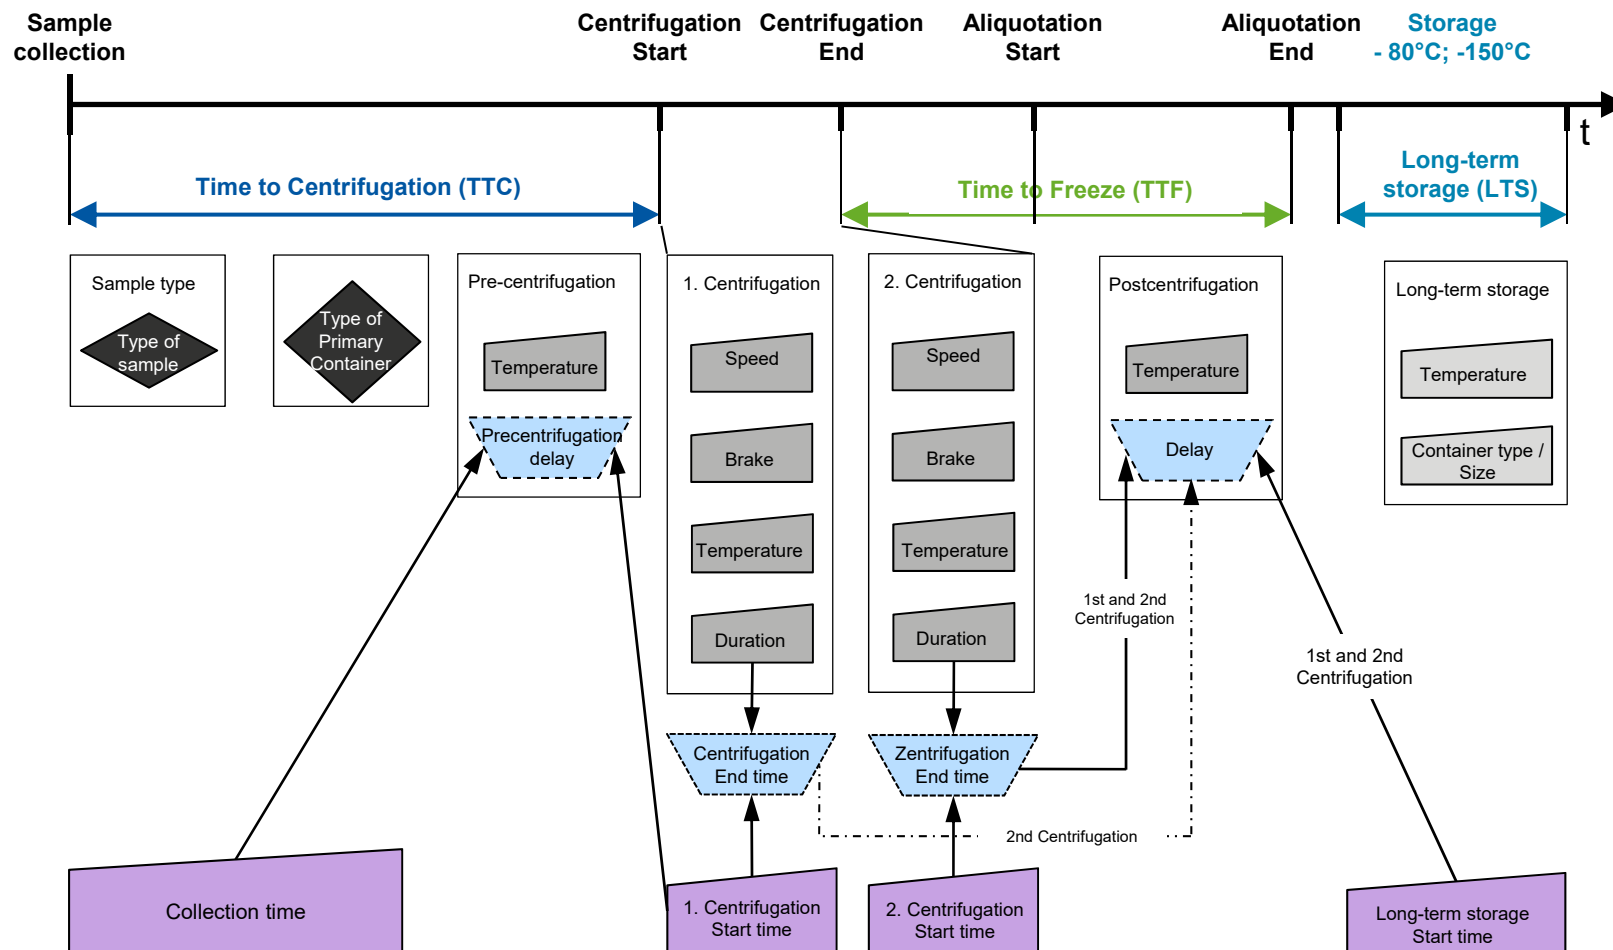 Sample
collection
Centrifugation
Start
Centrifugation
End
Aliquotation
Start
Aliquotation
End
Storage
- 80°C; -150°C
t
Time to Centrifugation (TTC)
Time to Freeze (TTF)
Long-term
storage (LTS)
Sample type
Type of
sample
Type of
Primary
Container
Pre-centrifugation
Temperature
Precentrifugation
delay
1. Centrifugation
Speed
Brake
Temperature
Duration
2. Centrifugation
Speed
Brake
Temperature
Duration
Postcentrifugation
Temperature
Delay
Long-term storage
Temperature
Container type /
Size
1st and 2nd
Centrifugation
1st and 2nd
Centrifugation
Centrifugation
End time
Zentrifugation
End time
2nd Centrifugation
Collection time
1. Centrifugation
Start time
2. Centrifugation
Start time
Long-term storage
Start time